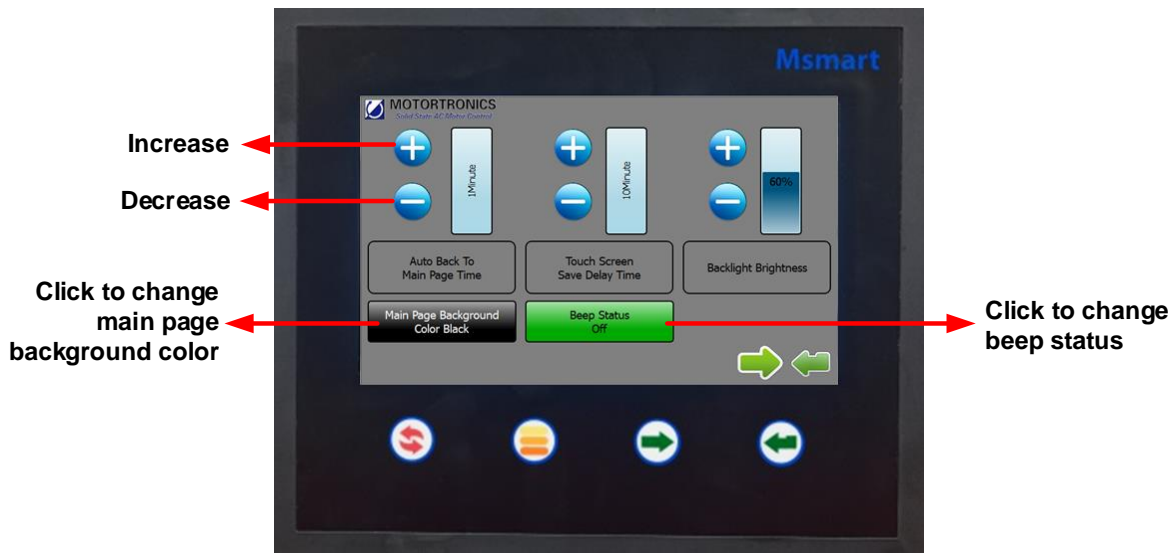 Msmart
MOTORTRONICS
Solid State AC Motor Control
Increase
Decrease
1Minute
10Minute
60%
Auto Back To
Main Page Time
Touch Screen
Save Delay Time
Backlight Brightness
Click to change
main page
background color
Main Page Background
Color Black
Beep Status
Off
Click to change
beep status